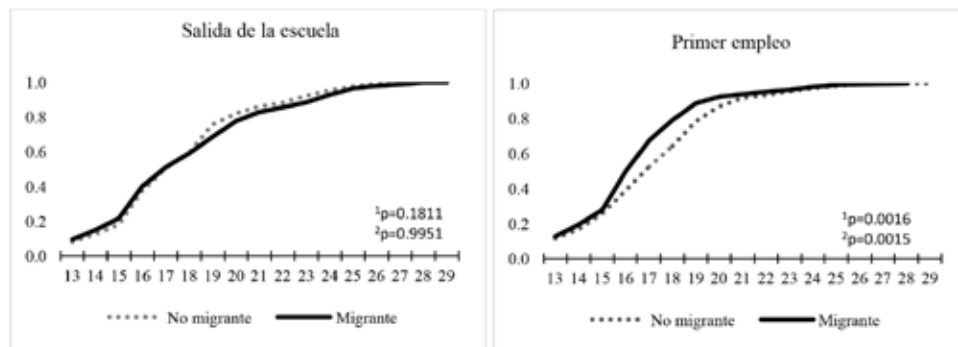 Salida de la escuela
1.0
0.8
0.6
0.4
0.2
0.0
¹p=0.1811
²p=0.9951
13 14 15 16 17 18 19 20 21 22 23 24 25 26 27 28 29
No migrante Migrante
Primer empleo
1.0
0.8
0.6
0.4
0.2
0.0
¹p=0.0016
²p=0.0015
13 14 15 16 17 18 19 20 21 22 23 24 25 26 27 28 29
No migrante Migrante